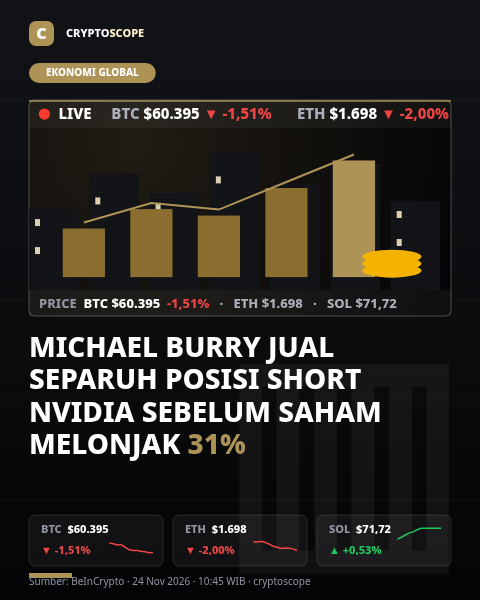 C CRYPTOSCOPE
EKONOMI GLOBAL
LIVE BTC $60.395 ▼ -1,51% ETH $1.698 ▼ -2,00%
PRICE BTC $60.395 -1,51% · ETH $1.698 · SOL $71,72
MICHAEL BURRY JUAL
SEPARUH POSISI SHORT
NVIDIA SEBELUM SAHAM
MELONJAK 31%
BTC $60.395 ETH $1.698 SOL $71,72
▼ -1,51% ▼ -2,00% ▲ +0,53%
Sumber: BeInCrypto · 24 Nov 2026 · 10:45 WIB · cryptoscope